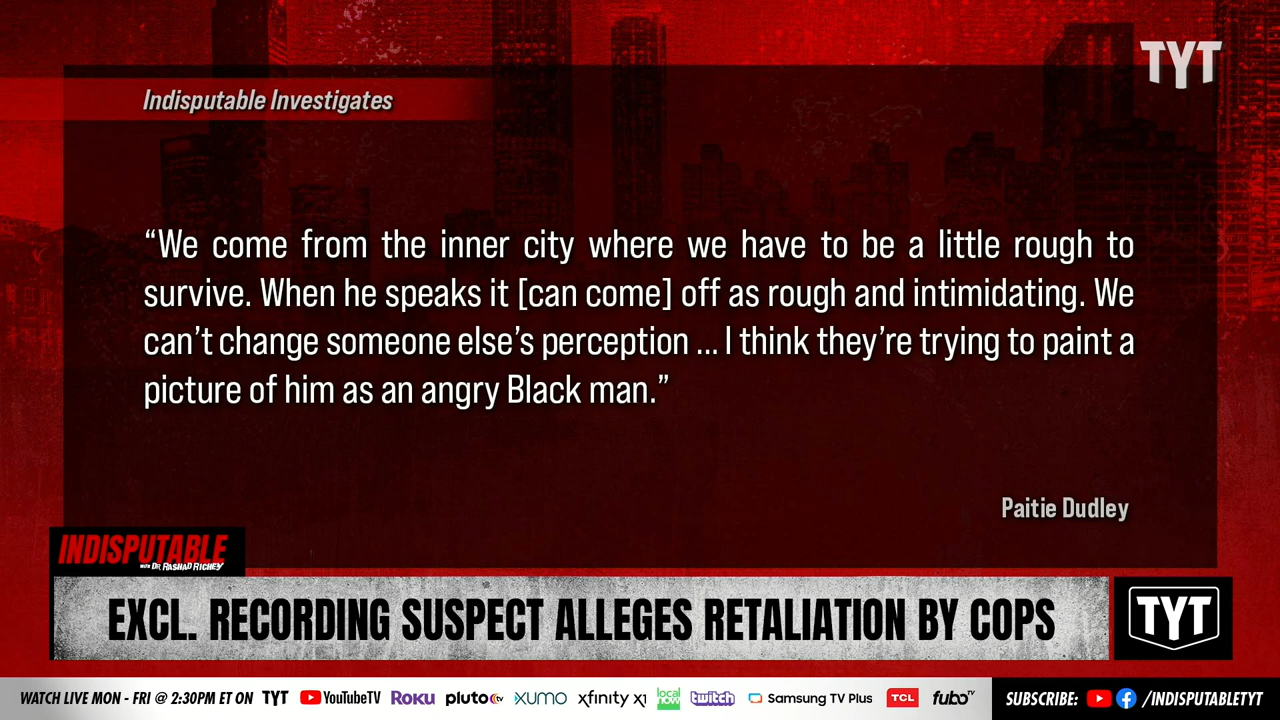 TYT
Indisputable Investigates
“We come from the inner city where we have to be a little rough to
survive. When he speaks it [can come] off as rough and intimidating. We
can’t change someone else’s perception ... I think they’re trying to paint a
picture of him as an angry Black man.”
Paitie Dudley
INDISPUTABLE
WITH DR. RASHAD RICHEY
EXCL. RECORDING SUSPECT ALLEGES RETALIATION BY COPS
TYT
WATCH LIVE MON - FRI @ 2:30PM ET ON TYT YouTubeTV ROKU pluto tv XUMO xfinity x1 local now twitch SAMSUNG TV Plus TCL fubo TV SUBSCRIBE: /INDISPUTABLETYT